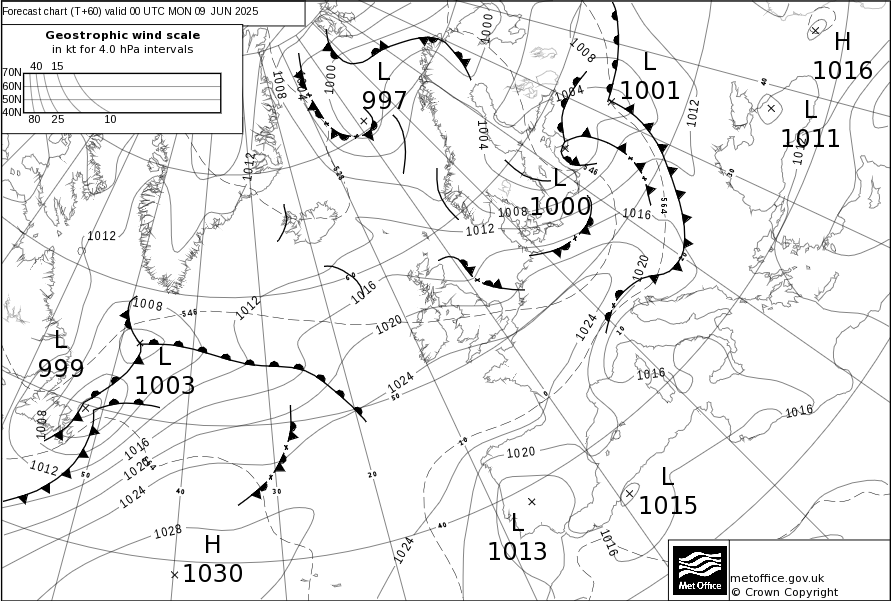 Forecast chart (T+60) valid 00 UTC MON 09 JUN 2025
Geostrophic wind scale
in kt for 4.0 hPa intervals
40 15
70N
60N
50N
40N
80 25 10
1000
1008
L
997
1000
1008
L
1001
1004
1012
H
1016
40
L
1011
1004
1012
528
546
L
1000
564
1008
1016
1012
1012
1020
1016
1008
546
1012
1020
1024
10
L
999
L
1003
1024
50
0
1016
1016
1008
1016
1020
1024
1012
50
40
30
20
10
1020
L
1015
L
1013
40
1028
H
1030
1024
1016
Met Office
metoffice.gov.uk
© Crown Copyright